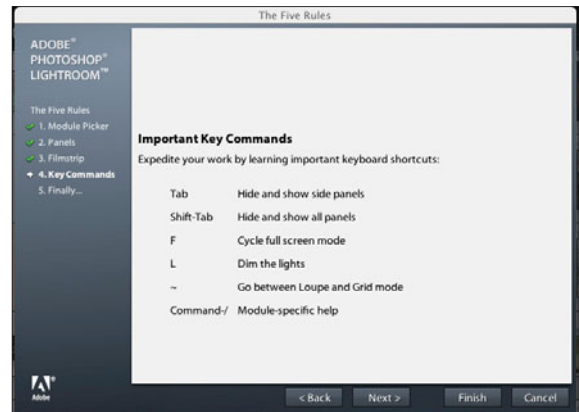 The Five Rules
ADOBE®
PHOTOSHOP®
LIGHTROOM™
The Five Rules
1. Module Picker
2. Panels
3. Filmstrip
4. Key Commands
5. Finally...
Important Key Commands
Expedite your work by learning important keyboard shortcuts:
Tab Hide and show side panels
Shift-Tab Hide and show all panels
F Cycle full screen mode
L Dim the lights
~ Go between Loupe and Grid mode
Command-/ Module-specific help
Adobe
< Back Next > Finish Cancel